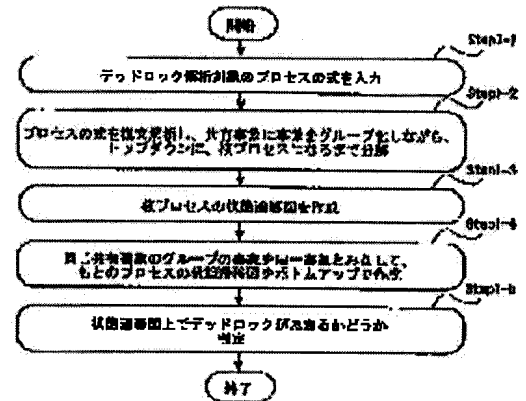 開始
Step1-1
デッドロック解析対象のプロセスの式を入力
Step1-2
プロセスの式を構文解析し、共有事象に事象をグループ化しながら、
トップダウンに、核プロセスになるまで分解
Step1-3
核プロセスの状態遷移図を作成
Step1-4
同じ共有事象のグループの事象を同一事象とみなして、
もとのプロセスの状態遷移図をボトムアップで作成
Step1-5
状態遷移図上でデッドロックが
判定
終了